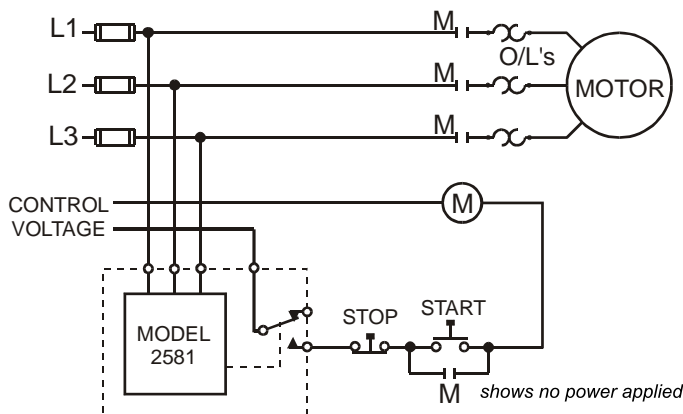 L1
M
O/L's
L2
M
MOTOR
L3
M
CONTROL
VOLTAGE
M
MODEL
2581
STOP
START
M
shows no power applied